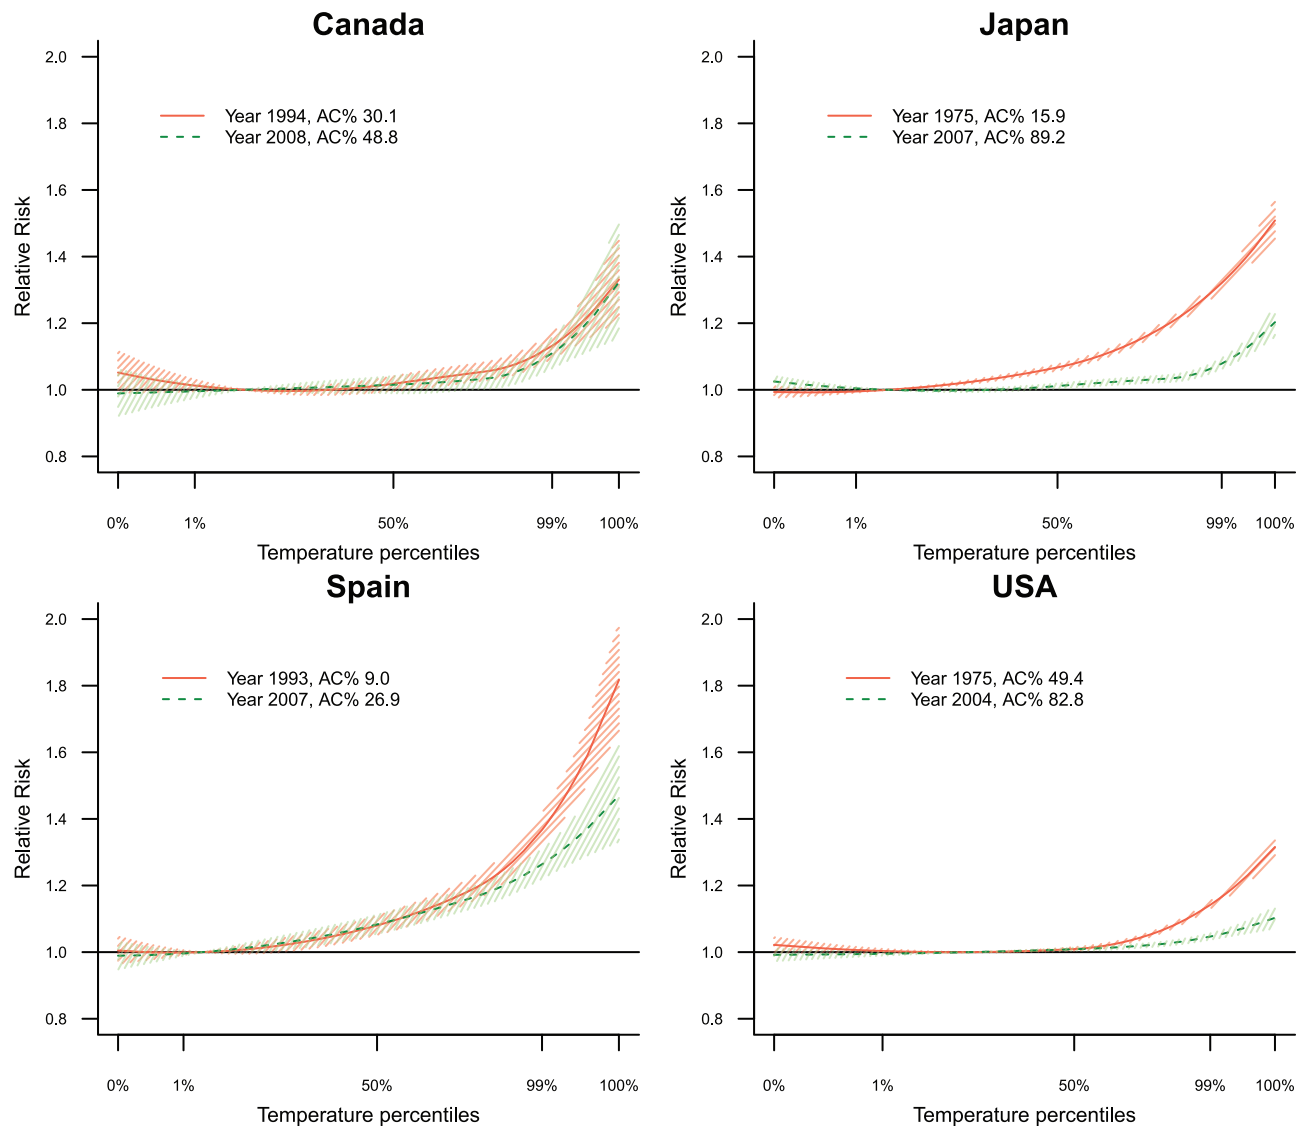 Canada
2.0
1.8
1.6
1.4
1.2
1.0
0.8
Relative Risk
Year 1994, AC% 30.1
Year 2008, AC% 48.8
0%
1%
50%
99%
100%
Temperature percentiles
Japan
2.0
1.8
1.6
1.4
1.2
1.0
0.8
Relative Risk
Year 1975, AC% 15.9
Year 2007, AC% 89.2
0%
1%
50%
99%
100%
Temperature percentiles
Spain
2.0
1.8
1.6
1.4
1.2
1.0
0.8
Relative Risk
Year 1993, AC% 9.0
Year 2007, AC% 26.9
0%
1%
50%
99%
100%
Temperature percentiles
USA
2.0
1.8
1.6
1.4
1.2
1.0
0.8
Relative Risk
Year 1975, AC% 49.4
Year 2004, AC% 82.8
0%
1%
50%
99%
100%
Temperature percentiles